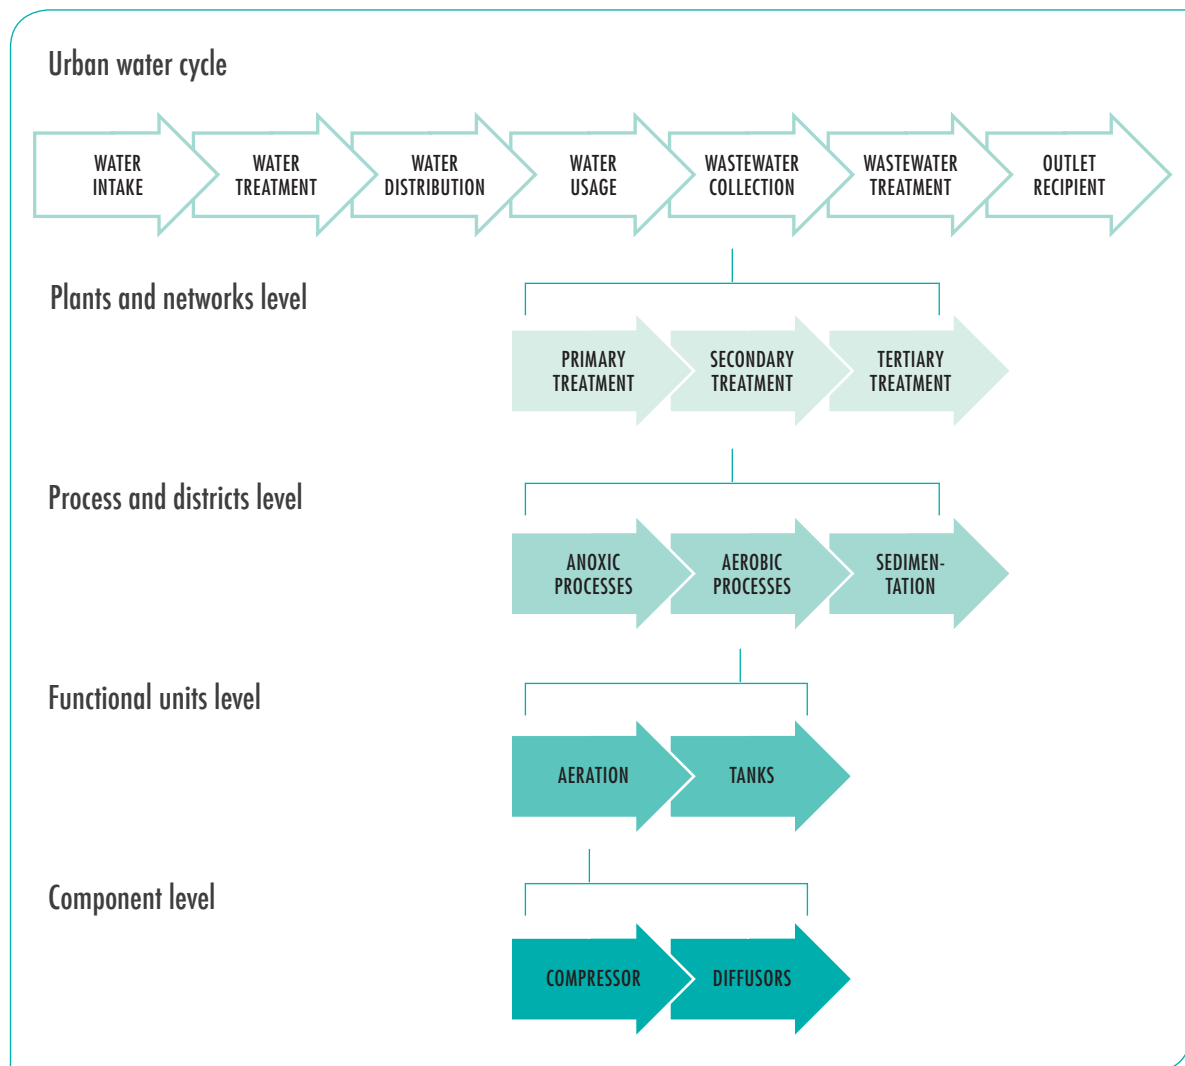 Urban water cycle
WATER
INTAKE
WATER
TREATMENT
WATER
DISTRIBUTION
WATER
USAGE
WASTEWATER
COLLECTION
WASTEWATER
TREATMENT
OUTLET
RECIPIENT
Plants and networks level
PRIMARY
TREATMENT
SECONDARY
TREATMENT
TERTIARY
TREATMENT
Process and districts level
ANOXIC
PROCESSES
AEROBIC
PROCESSES
SEDIMEN-
TATION
Functional units level
AERATION
TANKS
Component level
COMPRESSOR
DIFFUSORS